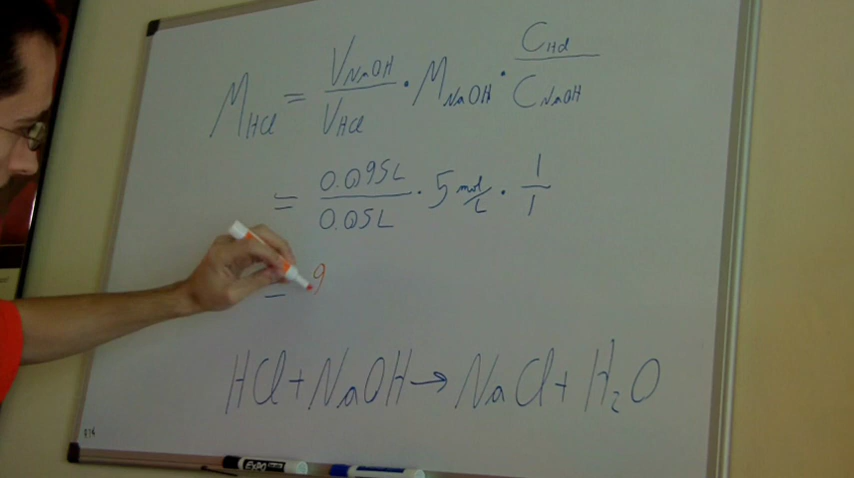 M_HCl = V_NaOH / V_HCl · M_NaOH · C_HCl / C_NaOH
= 0.095L / 0.05L · 5 mol/L · 1/1
= 9
HCl + NaOH → NaCl + H₂O
EXPO